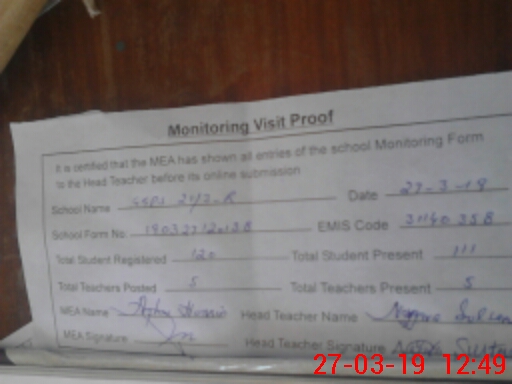 Monitoring Visit Proof
It is certified that the MEA has shown all entries of the school Monitoring Form
to the Head Teacher before its online submission
School Name Date 27-3-19
School Form No. EMIS Code
Total Student Registered 120 Total Student Present 111
Total Teachers Posted 5 Total Teachers Present 5
MEA Name Head Teacher Name
MEA Signature Head Teacher Signature
27-03-19 12:49